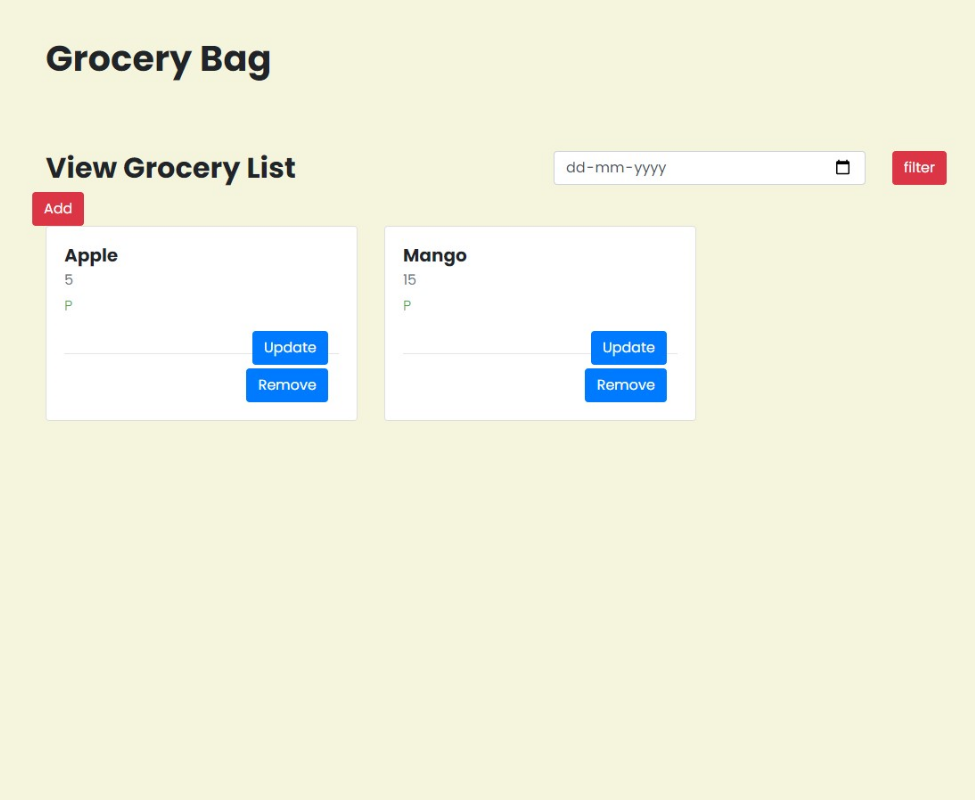 Grocery Bag
View Grocery List
dd-mm-yyyy
filter
Add
Apple
5
P
Update
Remove
Mango
15
P
Update
Remove